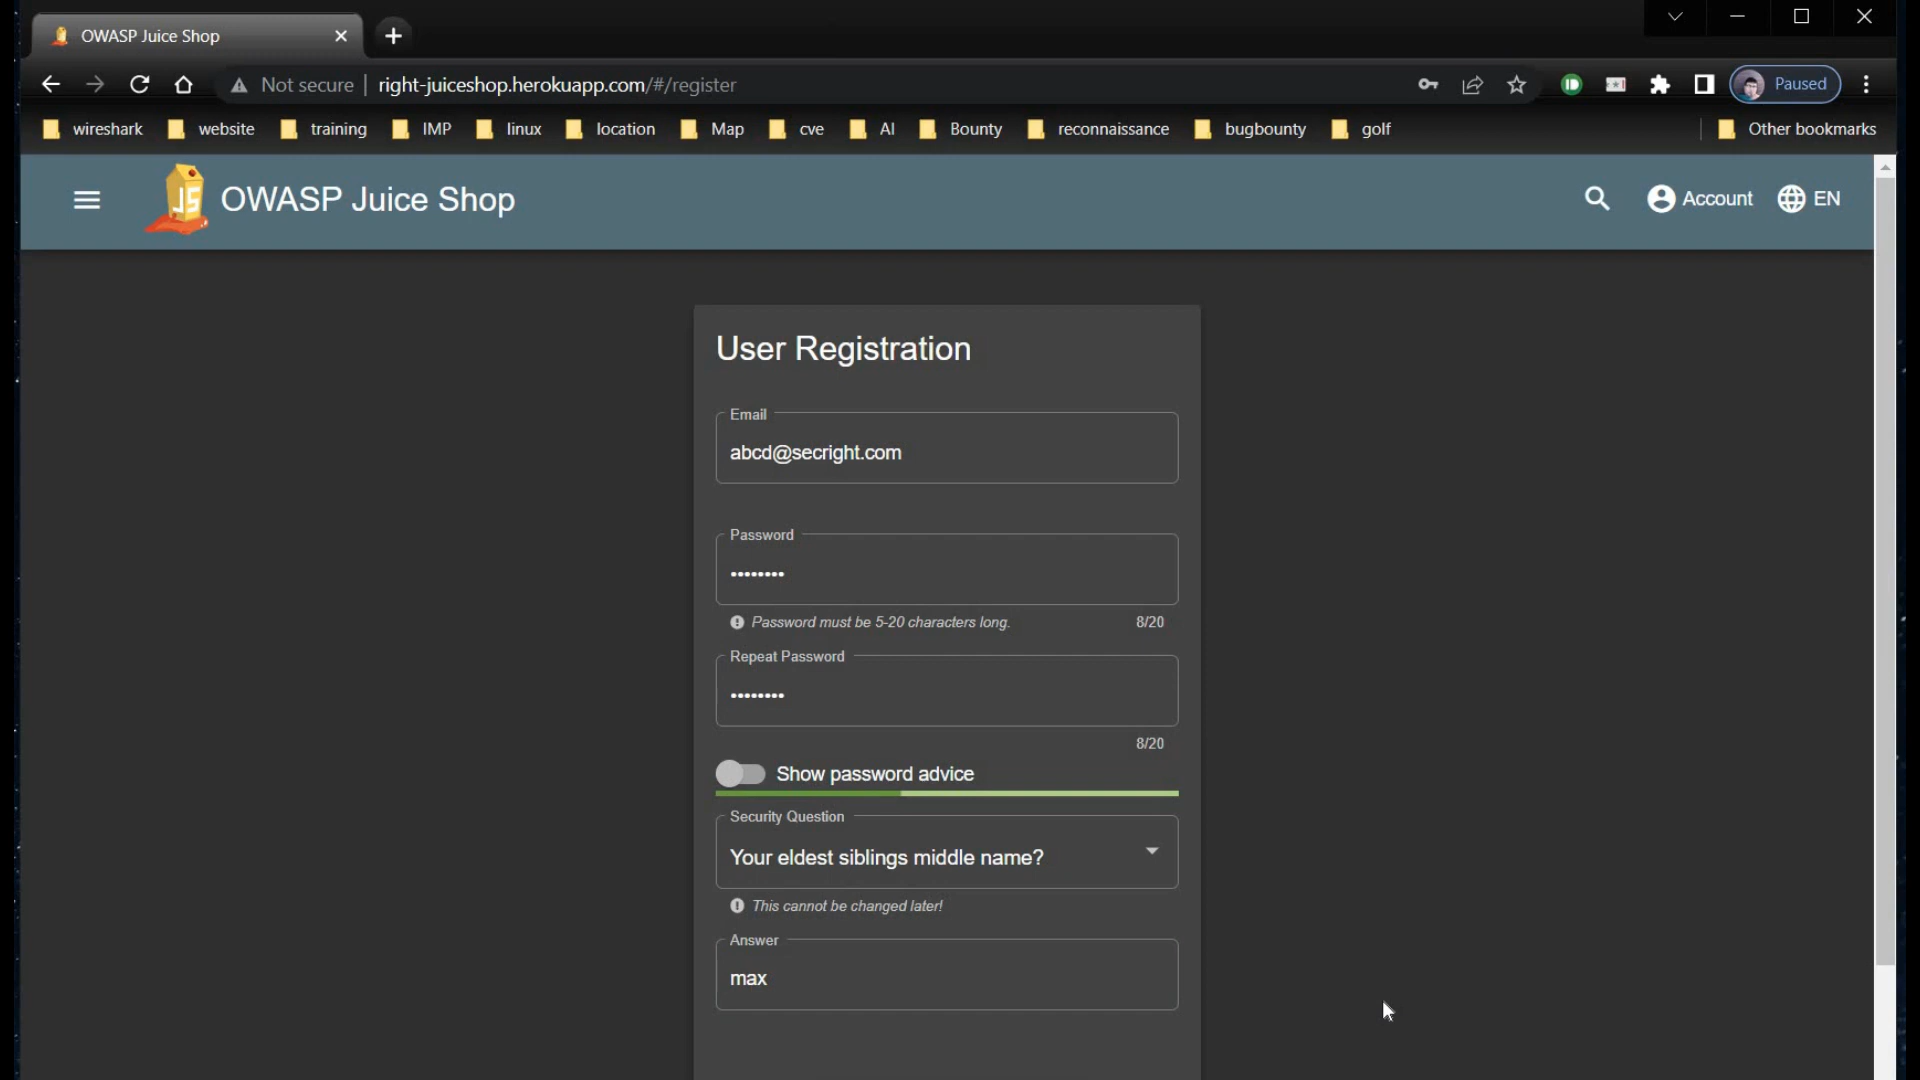 OWASP Juice Shop
Not secure right-juiceshop.herokuapp.com/#/register Paused
wireshark website training IMP linux location Map cve AI Bounty reconnaissance bugbounty golf Other bookmarks
JS OWASP Juice Shop Account EN
User Registration
Email
abcd@secright.com
Password
••••••••
Password must be 5-20 characters long. 8/20
Repeat Password
••••••••
8/20
Show password advice
Security Question
Your eldest siblings middle name?
This cannot be changed later!
Answer
max